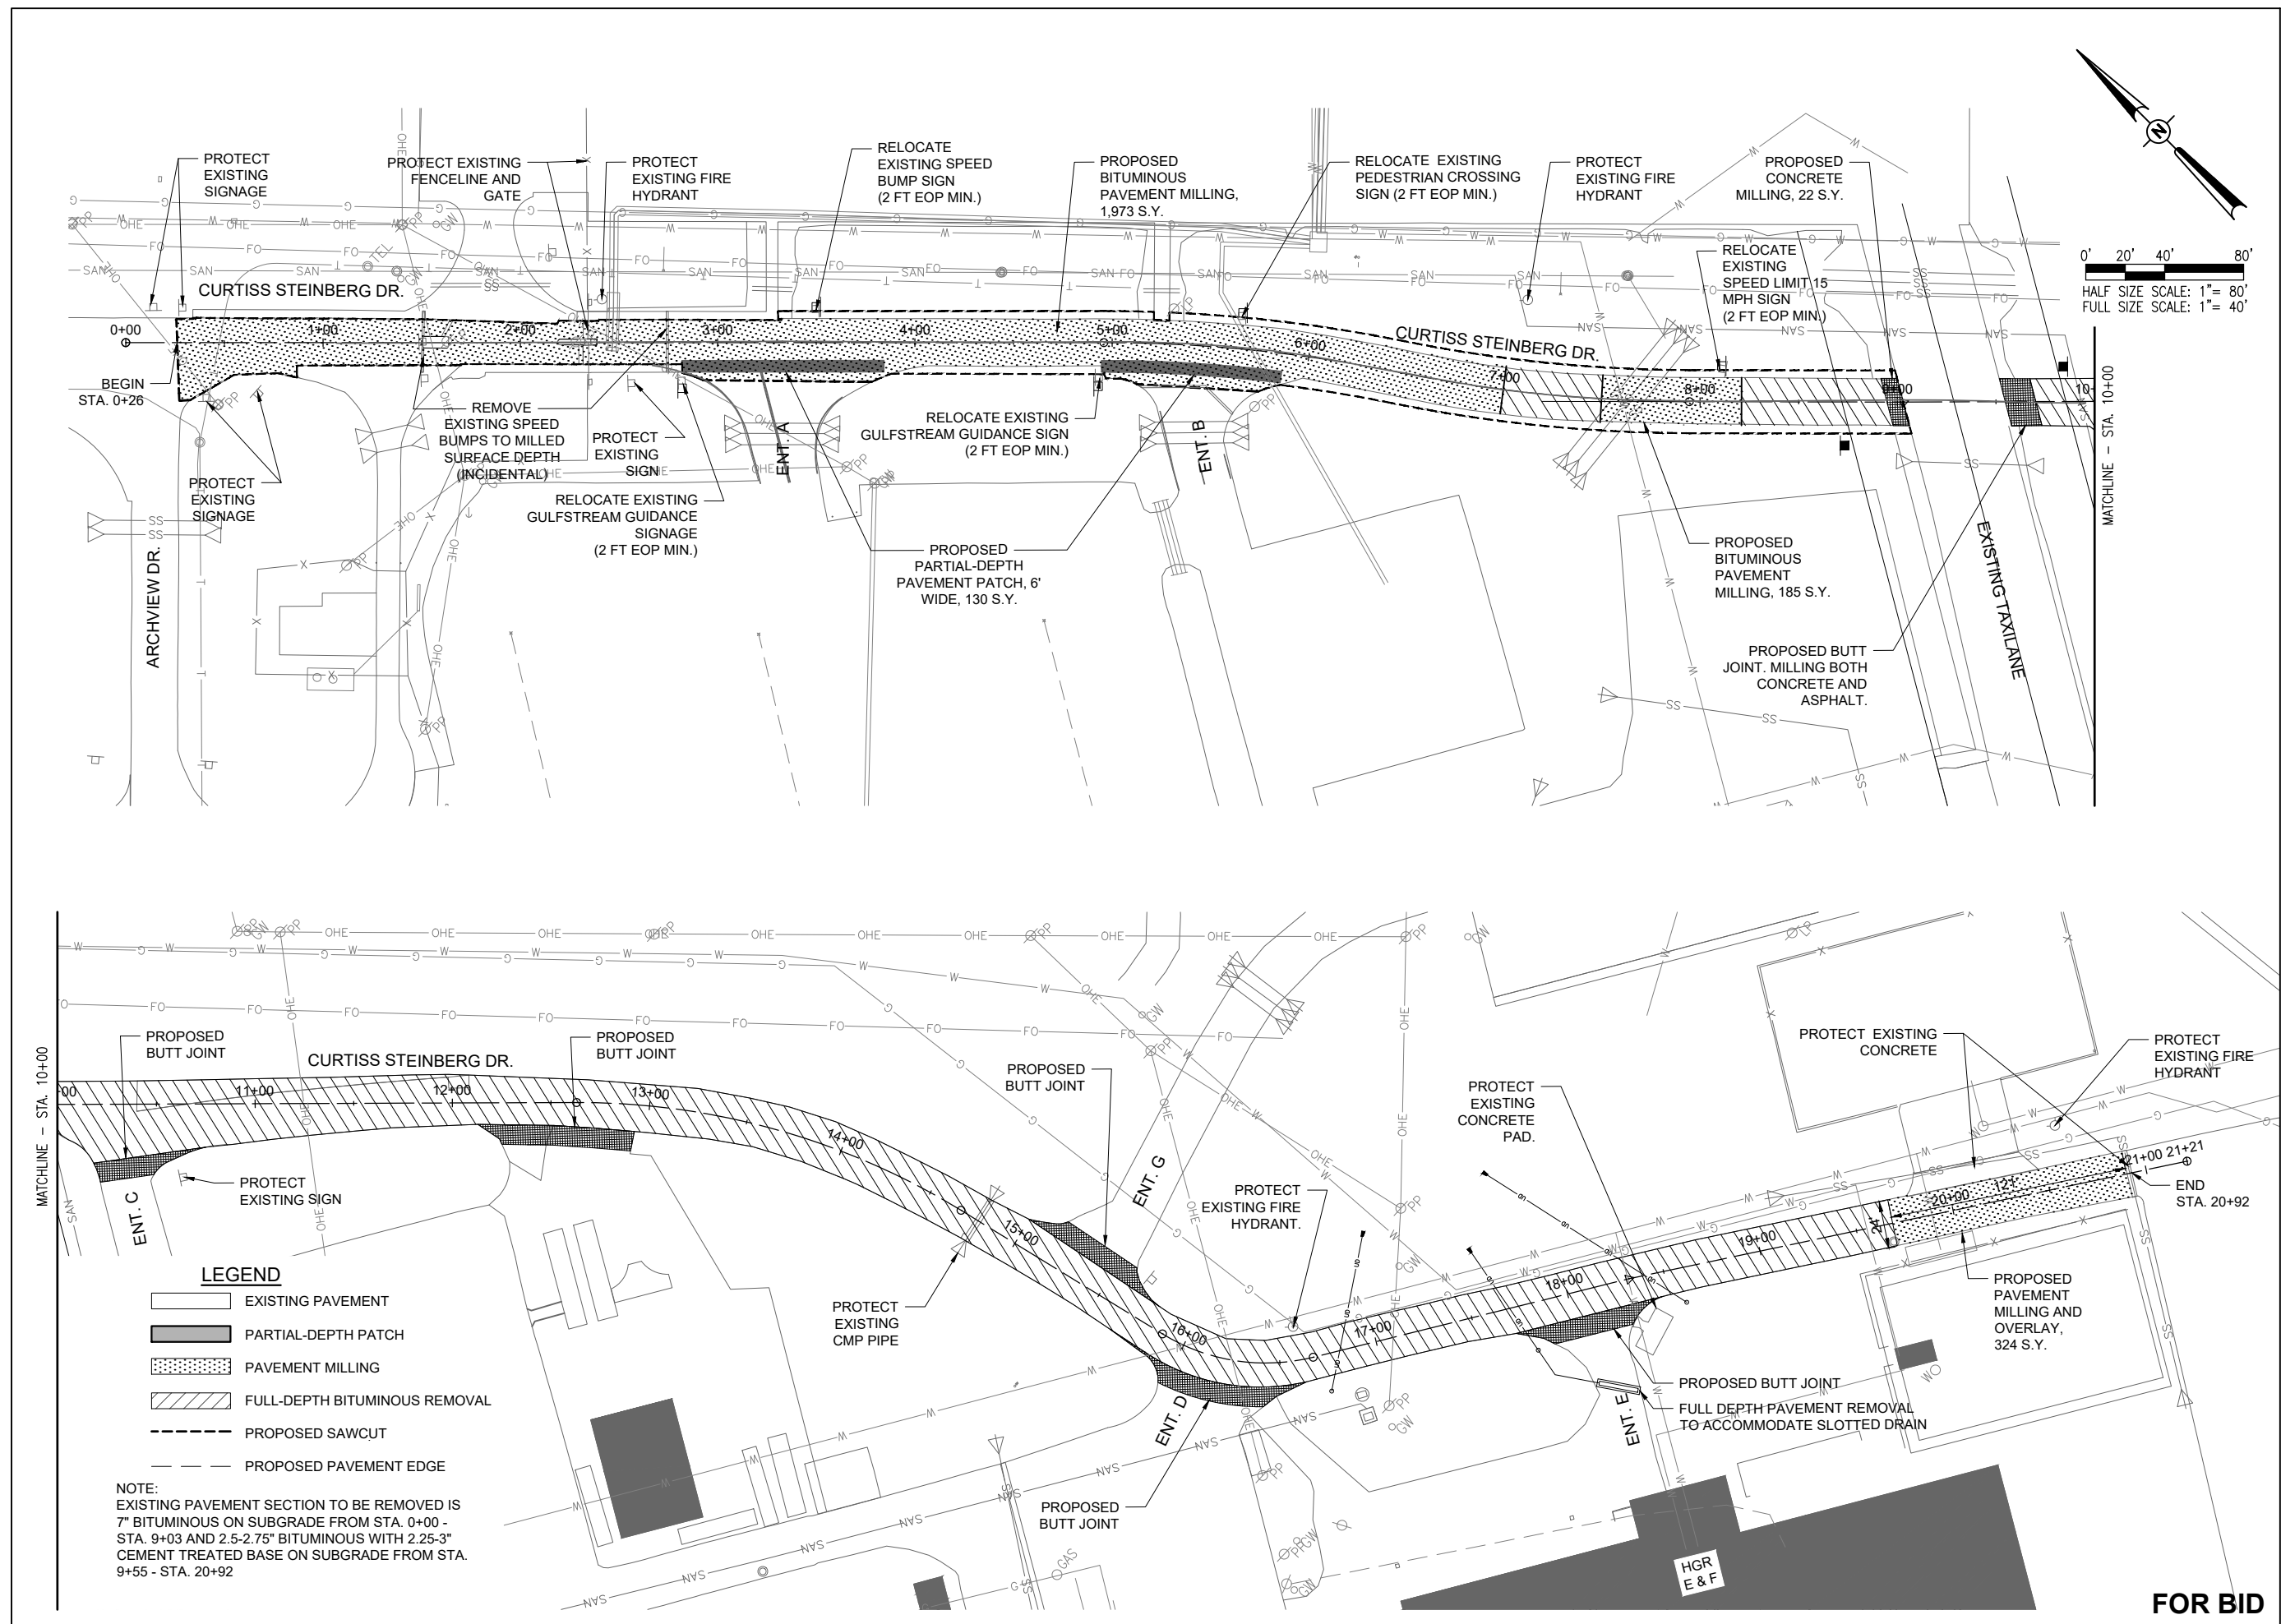 PROTECT
EXISTING
SIGNAGE
PROTECT EXISTING
FENCELINE AND
GATE
PROTECT
EXISTING FIRE
HYDRANT
RELOCATE
EXISTING SPEED
BUMP SIGN
(2 FT EOP MIN.)
PROPOSED
BITUMINOUS
PAVEMENT MILLING,
1,973 S.Y.
RELOCATE EXISTING
PEDESTRIAN CROSSING
SIGN (2 FT EOP MIN.)
PROTECT
EXISTING FIRE
HYDRANT
PROPOSED
CONCRETE
MILLING, 22 S.Y.
RELOCATE
EXISTING
SPEED LIMIT 15
MPH SIGN
(2 FT EOP MIN.)
N
0' 20' 40' 80'
HALF SIZE SCALE: 1"= 80'
FULL SIZE SCALE: 1"= 40'
CURTISS STEINBERG DR.
CURTISS STEINBERG DR.
0+00 1+00 2+00 3+00 4+00 5+00 6+00 7+00 8+00 9+00 10+
BEGIN
STA. 0+26
PROTECT
EXISTING
SIGNAGE
REMOVE
EXISTING SPEED
BUMPS TO MILLED
SURFACE DEPTH
(INCIDENTAL)
PROTECT
EXISTING
SIGN
RELOCATE EXISTING
GULFSTREAM GUIDANCE
SIGNAGE
(2 FT EOP MIN.)
ENT. A
RELOCATE EXISTING
GULFSTREAM GUIDANCE SIGN
(2 FT EOP MIN.)
ENT. B
PROPOSED
PARTIAL-DEPTH
PAVEMENT PATCH, 6'
WIDE, 130 S.Y.
PROPOSED
BITUMINOUS
PAVEMENT
MILLING, 185 S.Y.
PROPOSED BUTT
JOINT. MILLING BOTH
CONCRETE AND
ASPHALT.
EXISTING TAXILANE
ARCHVIEW DR.
MATCHLINE - STA. 10+00
MATCHLINE - STA. 10+00
PROPOSED
BUTT JOINT
CURTISS STEINBERG DR.
PROPOSED
BUTT JOINT
PROPOSED
BUTT JOINT
PROTECT
EXISTING
CONCRETE
PAD.
PROTECT EXISTING
CONCRETE
PROTECT
EXISTING FIRE
HYDRANT
+00 11+00 12+00 13+00 14+00 15+00 16+00 17+00 18+00 19+00 20+00 21+00 21+21
24'
12'
END
STA. 20+92
ENT. C
PROTECT
EXISTING SIGN
ENT. G
PROTECT
EXISTING FIRE
HYDRANT.
PROTECT
EXISTING
CMP PIPE
ENT. D
PROPOSED
BUTT JOINT
ENT. E
PROPOSED BUTT JOINT
FULL DEPTH PAVEMENT REMOVAL
TO ACCOMMODATE SLOTTED DRAIN
PROPOSED
PAVEMENT
MILLING AND
OVERLAY,
324 S.Y.
HGR
E & F
LEGEND
EXISTING PAVEMENT
PARTIAL-DEPTH PATCH
PAVEMENT MILLING
FULL-DEPTH BITUMINOUS REMOVAL
PROPOSED SAWCUT
PROPOSED PAVEMENT EDGE
NOTE:
EXISTING PAVEMENT SECTION TO BE REMOVED IS
7" BITUMINOUS ON SUBGRADE FROM STA. 0+00 -
STA. 9+03 AND 2.5-2.75" BITUMINOUS WITH 2.25-3"
CEMENT TREATED BASE ON SUBGRADE FROM STA.
9+55 - STA. 20+92
FOR BID